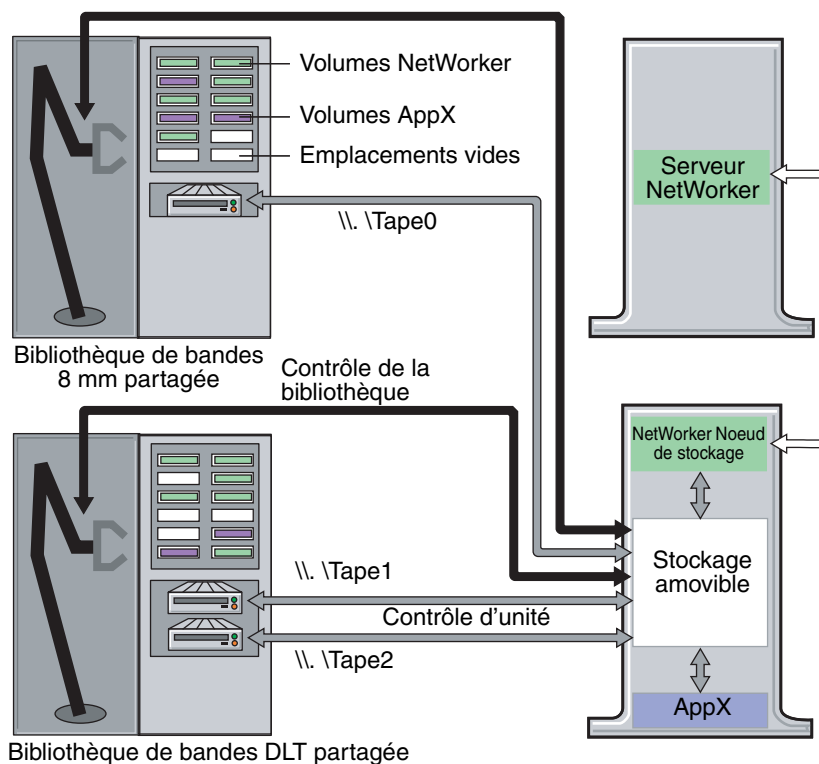 Volumes NetWorker
Volumes AppX
Emplacements vides
\\. \Tape0
Serveur
NetWorker
Bibliothèque de bandes
8 mm partagée
Contrôle de la
bibliothèque
NetWorker Noeud
de stockage
Stockage
amovible
\\. \Tape1
Contrôle d'unité
\\. \Tape2
AppX
Bibliothèque de bandes DLT partagée